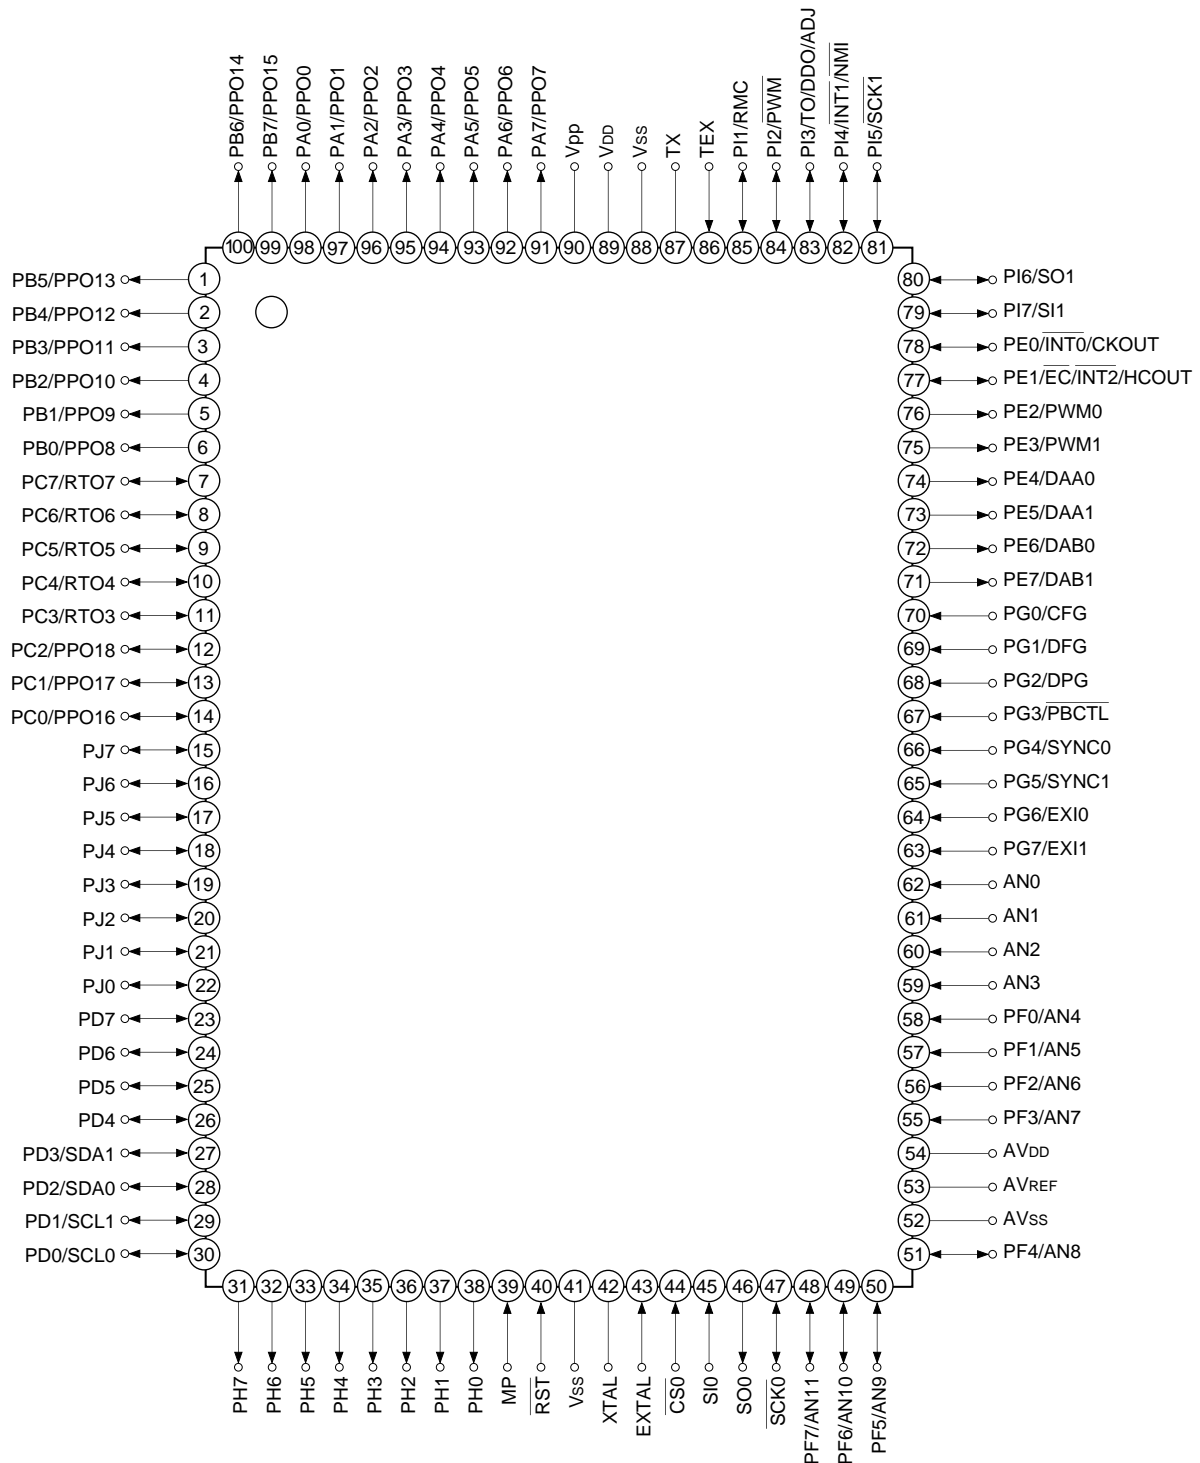 PB6/PPO14
PB7/PPO15
PA0/PPO0
PA1/PPO1
PA2/PPO2
PA3/PPO3
PA4/PPO4
PA5/PPO5
PA6/PPO6
PA7/PPO7
Vpp
VDD
VSS
TX
TEX
PI1/RMC
PI2/PWM
PI3/TO/DDO/ADJ
PI4/INT1/NMI
PI5/SCK1
100 99 98 97 96 95 94 93 92 91 90 89 88 87 86 85 84 83 82 81
PB5/PPO13 1
PB4/PPO12 2
PB3/PPO11 3
PB2/PPO10 4
PB1/PPO9 5
PB0/PPO8 6
PC7/RTO7 7
PC6/RTO6 8
PC5/RTO5 9
PC4/RTO4 10
PC3/RTO3 11
PC2/PPO18 12
PC1/PPO17 13
PC0/PPO16 14
PJ7 15
PJ6 16
PJ5 17
PJ4 18
PJ3 19
PJ2 20
PJ1 21
PJ0 22
PD7 23
PD6 24
PD5 25
PD4 26
PD3/SDA1 27
PD2/SDA0 28
PD1/SCL1 29
PD0/SCL0 30
80 PI6/SO1
79 PI7/SI1
78 PE0/INT0/CKOUT
77 PE1/EC/INT2/HCOUT
76 PE2/PWM0
75 PE3/PWM1
74 PE4/DAA0
73 PE5/DAA1
72 PE6/DAB0
71 PE7/DAB1
70 PG0/CFG
69 PG1/DFG
68 PG2/DPG
67 PG3/PBCTL
66 PG4/SYNC0
65 PG5/SYNC1
64 PG6/EXI0
63 PG7/EXI1
62 AN0
61 AN1
60 AN2
59 AN3
58 PF0/AN4
57 PF1/AN5
56 PF2/AN6
55 PF3/AN7
54 AVDD
53 AVREF
52 AVSS
51 PF4/AN8
31 32 33 34 35 36 37 38 39 40 41 42 43 44 45 46 47 48 49 50
PH7
PH6
PH5
PH4
PH3
PH2
PH1
PH0
MP
RST
VSS
XTAL
EXTAL
CS0
SI0
SO0
SCK0
PF7/AN11
PF6/AN10
PF5/AN9